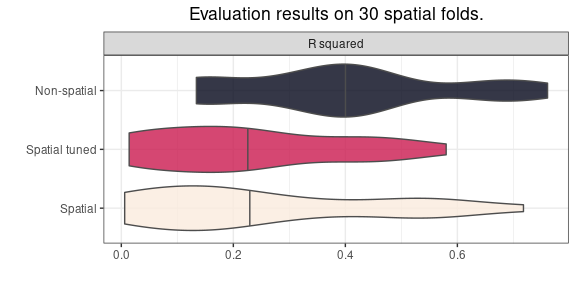 Evaluation results on 30 spatial folds.
R squared
Non-spatial
Spatial tuned
Spatial
0.0 0.2 0.4 0.6